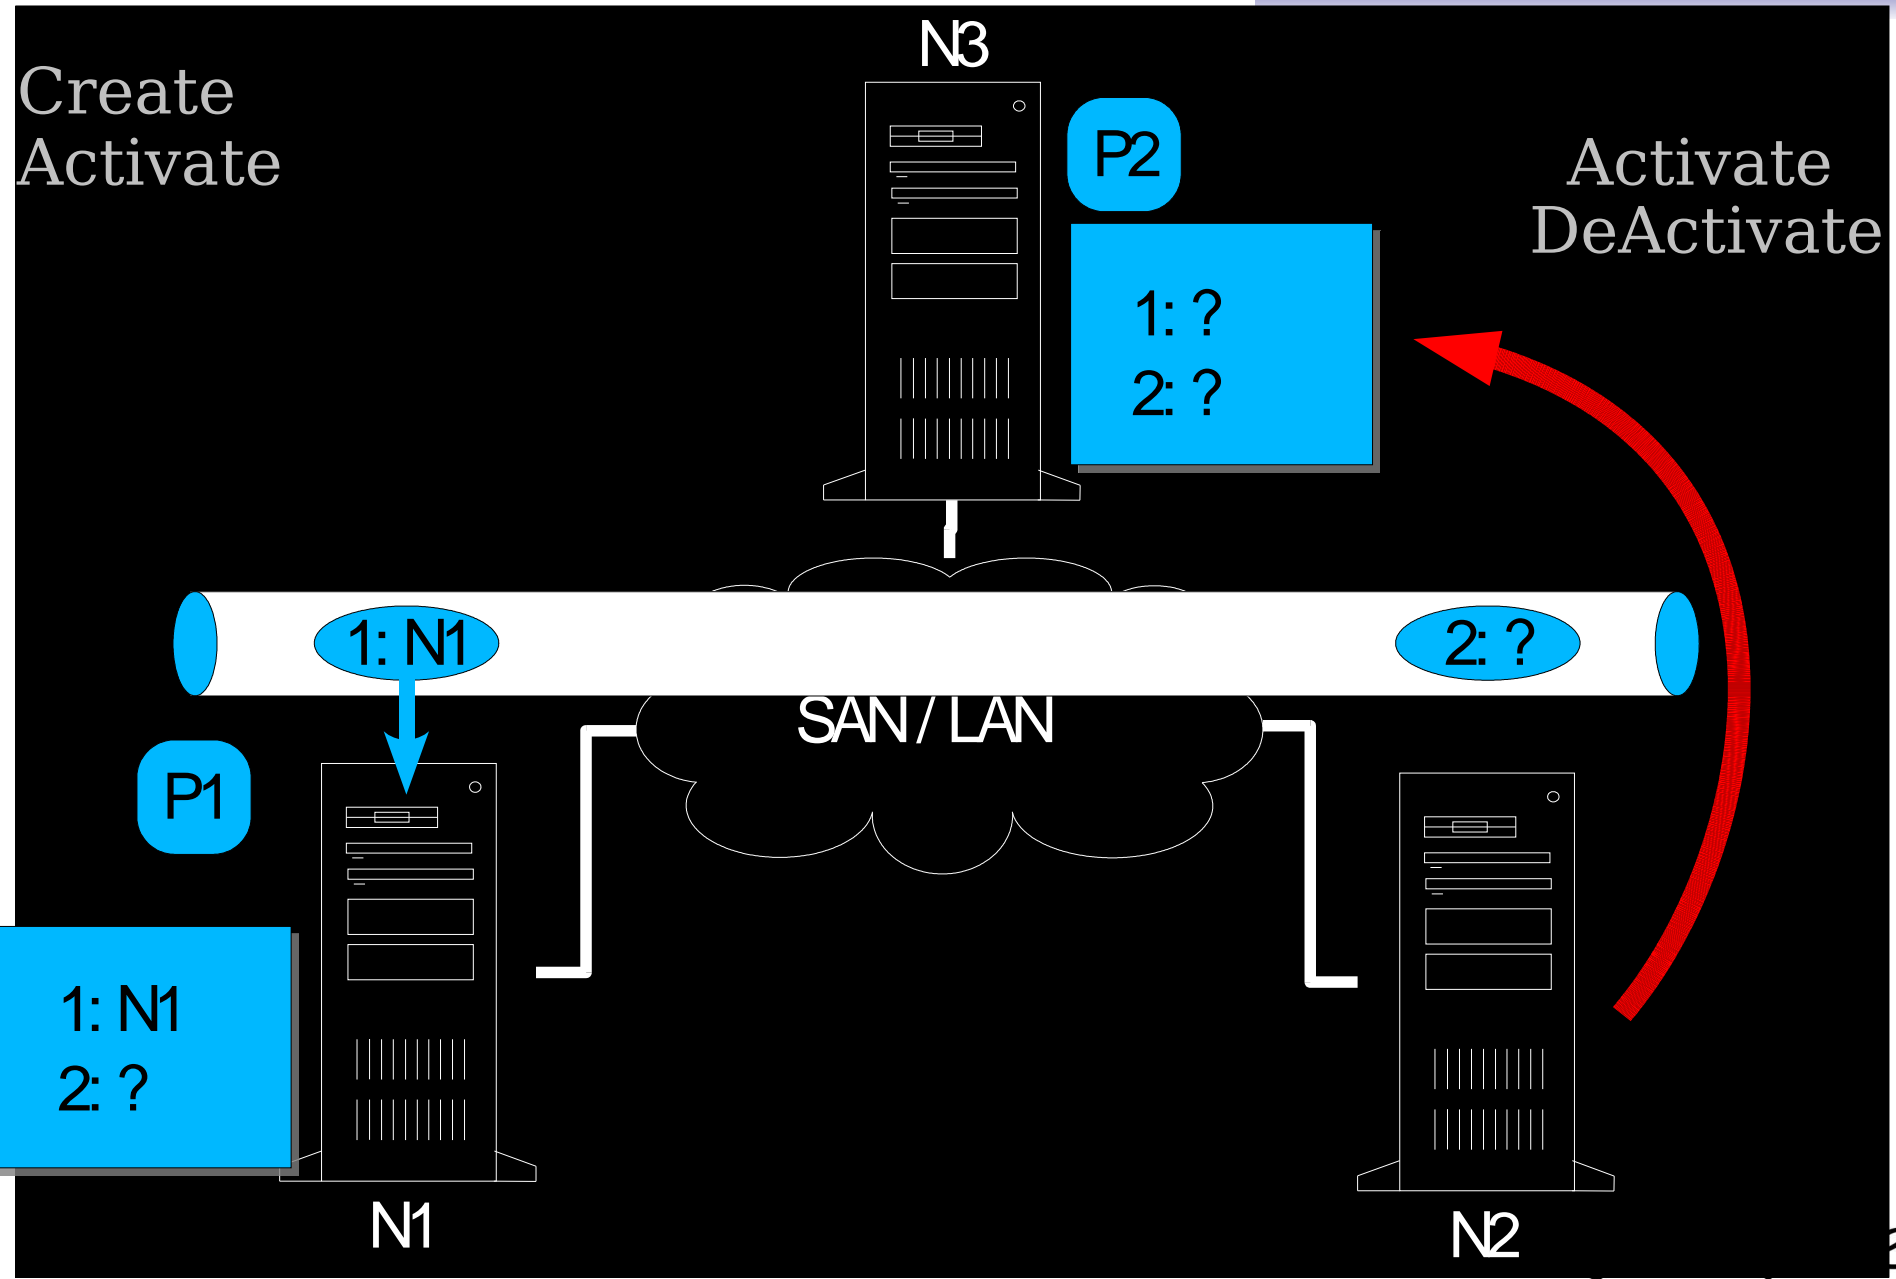 N3
Create
Activate
P2
Activate
DeActivate
1: ?
2: ?
1: N1
2: ?
SAN / LAN
P1
1: N1
2: ?
N1
N2